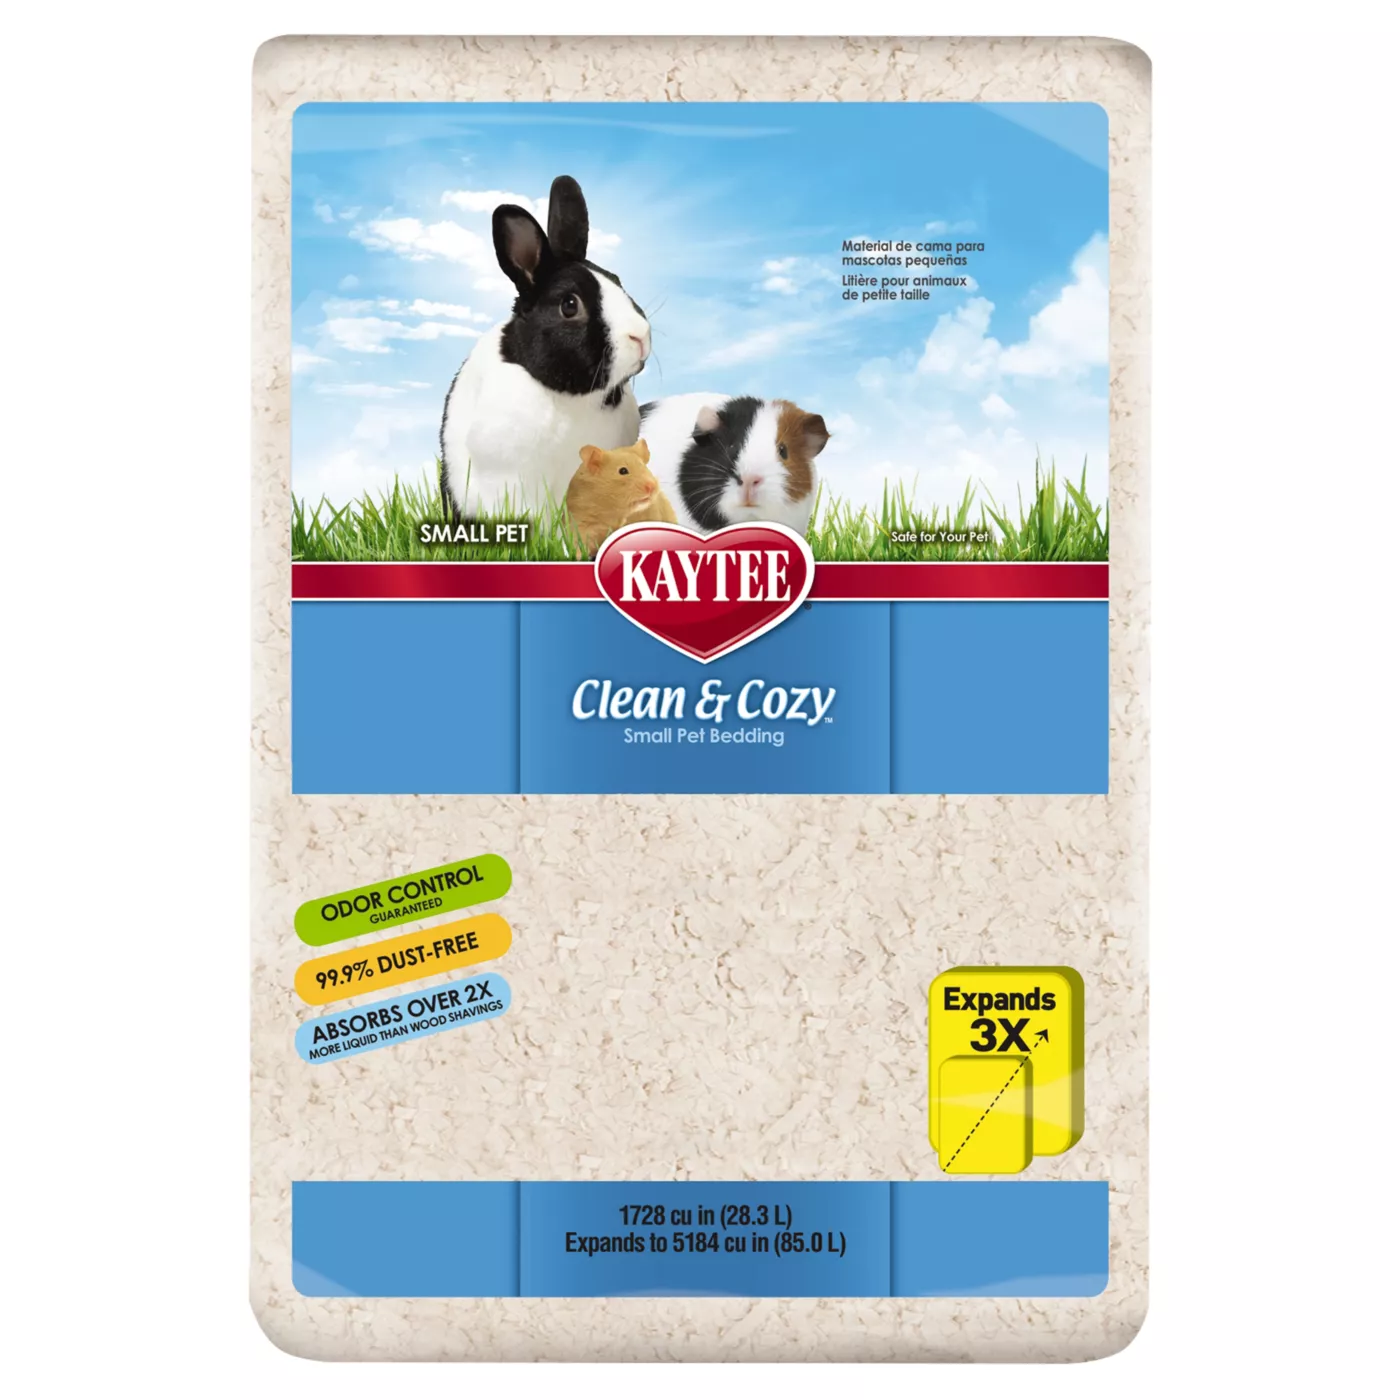 Material de cama para
mascotas pequeñas
Litière pour animaux
de petite taille
SMALL PET
Safe for Your Pet
KAYTEE
Clean & Cozy™
Small Pet Bedding
ODOR CONTROL
GUARANTEED
99.9% DUST-FREE
ABSORBS OVER 2X
MORE LIQUID THAN WOOD SHAVINGS
Expands
3X
1728 cu in (28.3 L)
Expands to 5184 cu in (85.0 L)